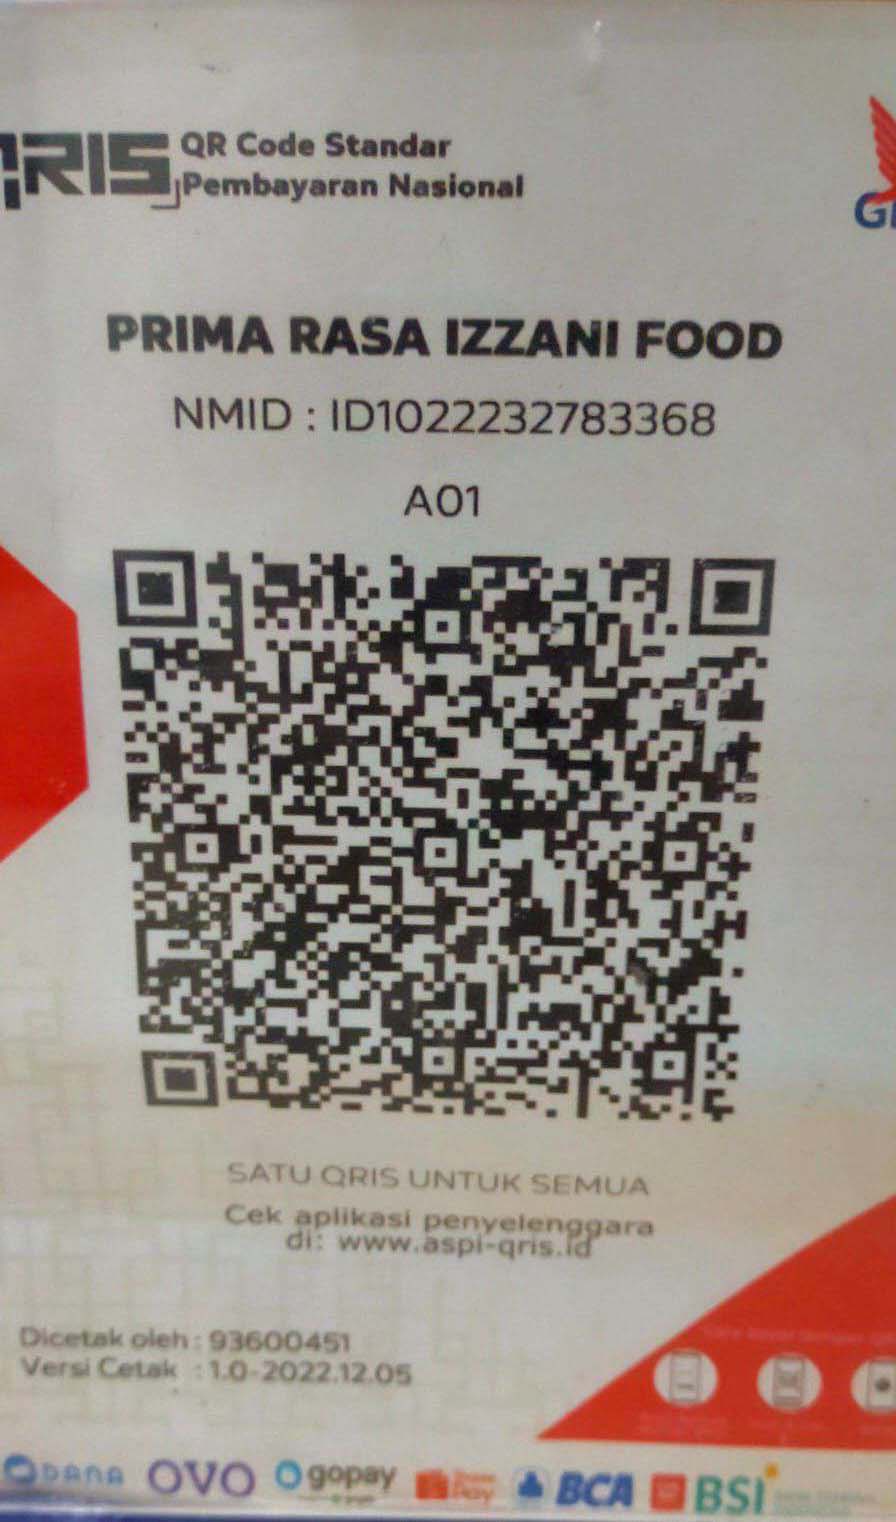 QRIS QR Code Standar
Pembayaran Nasional
PRIMA RASA IZZANI FOOD
NMID : ID1022232783368
A01
SATU QRIS UNTUK SEMUA
Cek aplikasi penyelenggara
di: www.aspi-qris.id
Dicetak oleh : 93600451
Versi Cetak : 1.0-2022.12.05
DANA OVO gopay Pay BCA BSI